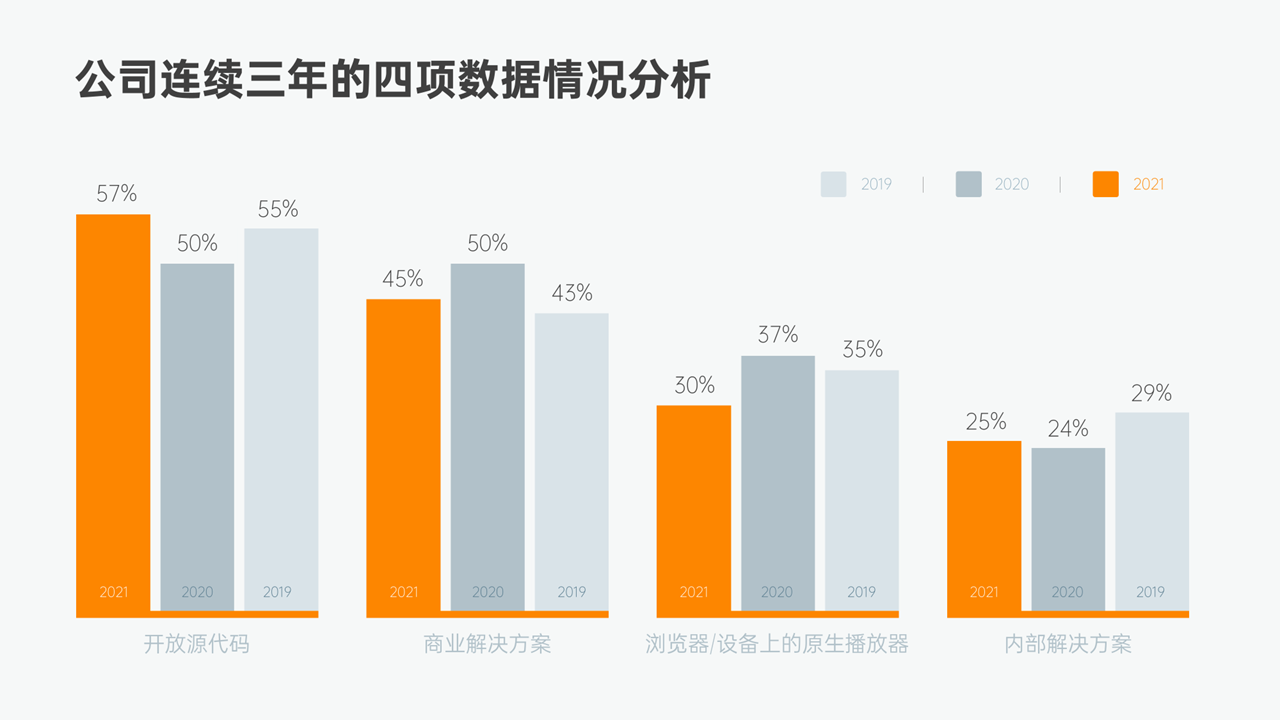 公司连续三年的四项数据情况分析
2019 | 2020 | 2021
57% 50% 55%
45% 50% 43%
30% 37% 35%
25% 24% 29%
2021 2020 2019
2021 2020 2019
2021 2020 2019
2021 2020 2019
开放源代码
商业解决方案
浏览器/设备上的原生播放器
内部解决方案